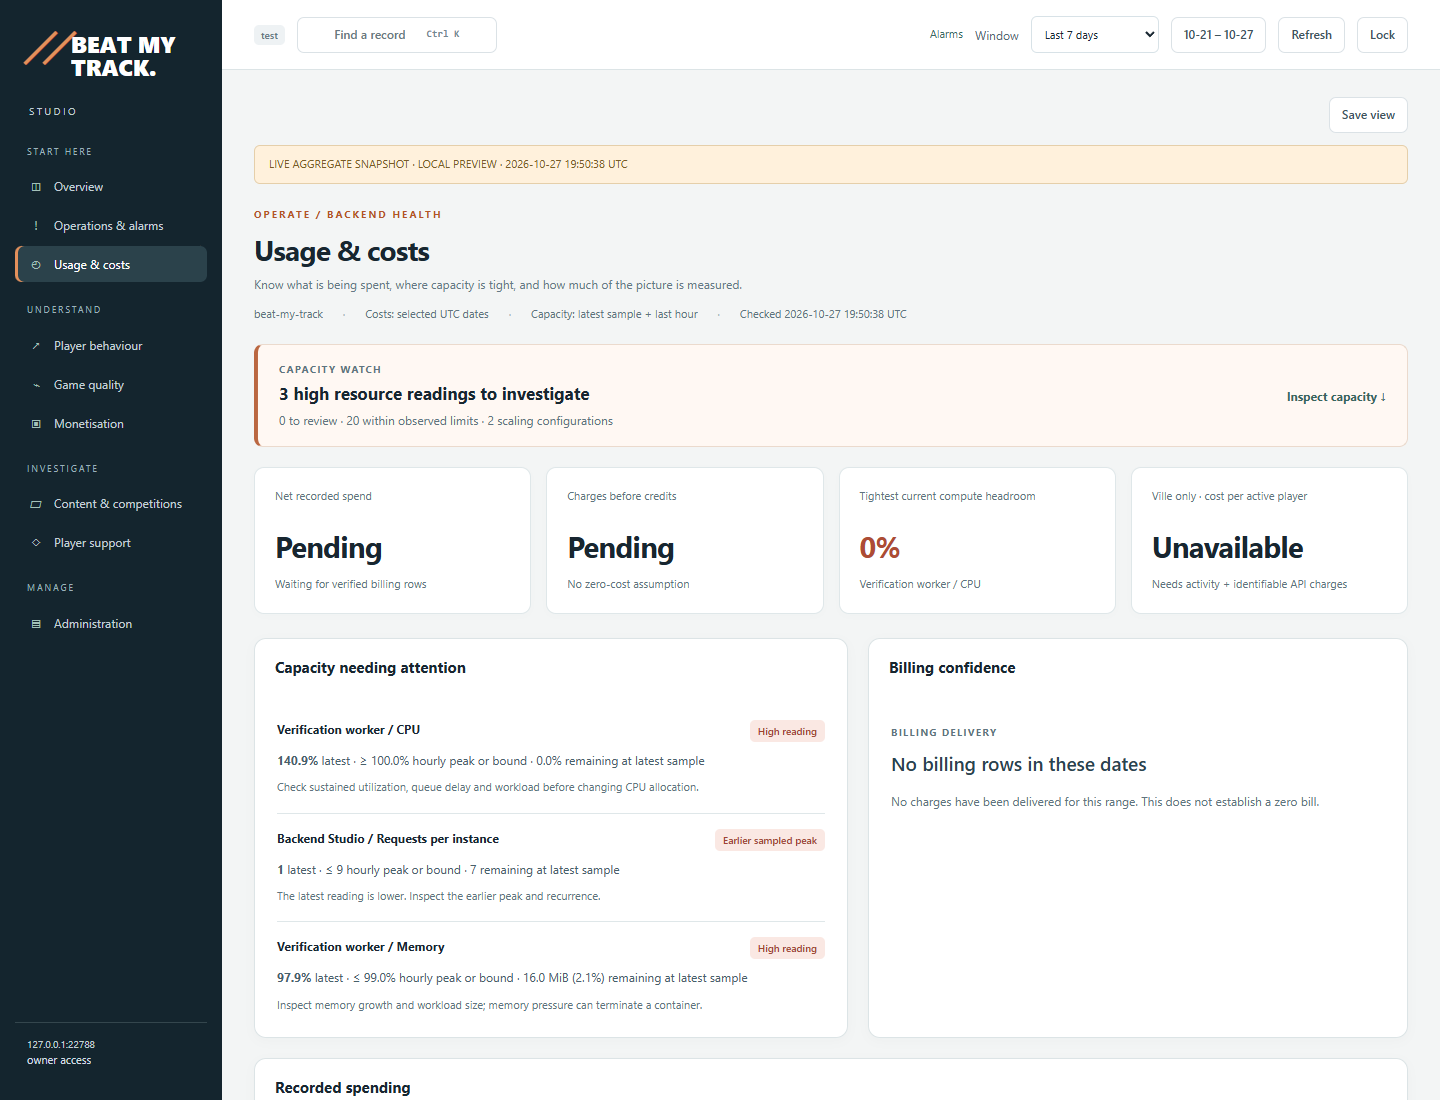 BEAT MY
TRACK.
STUDIO
START HERE
Overview
! Operations & alarms
Usage & costs
UNDERSTAND
Player behaviour
Game quality
Monetisation
INVESTIGATE
Content & competitions
Player support
MANAGE
Administration
127.0.0.1:22788
owner access
test
Find a record Ctrl K
Alarms Window Last 7 days 10-21 – 10-27 Refresh Lock
Save view
LIVE AGGREGATE SNAPSHOT · LOCAL PREVIEW · 2026-10-27 19:50:38 UTC
OPERATE / BACKEND HEALTH
Usage & costs
Know what is being spent, where capacity is tight, and how much of the picture is measured.
beat-my-track · Costs: selected UTC dates · Capacity: latest sample + last hour · Checked 2026-10-27 19:50:38 UTC
CAPACITY WATCH
3 high resource readings to investigate
0 to review · 20 within observed limits · 2 scaling configurations
Inspect capacity ↓
Net recorded spend
Pending
Waiting for verified billing rows
Charges before credits
Pending
No zero-cost assumption
Tightest current compute headroom
0%
Verification worker / CPU
Ville only · cost per active player
Unavailable
Needs activity + identifiable API charges
Capacity needing attention
Verification worker / CPU High reading
140.9% latest · ≥ 100.0% hourly peak or bound · 0.0% remaining at latest sample
Check sustained utilization, queue delay and workload before changing CPU allocation.
Backend Studio / Requests per instance Earlier sampled peak
1 latest · ≤ 9 hourly peak or bound · 7 remaining at latest sample
The latest reading is lower. Inspect the earlier peak and recurrence.
Verification worker / Memory High reading
97.9% latest · ≤ 99.0% hourly peak or bound · 16.0 MiB (2.1%) remaining at latest sample
Inspect memory growth and workload size; memory pressure can terminate a container.
Billing confidence
BILLING DELIVERY
No billing rows in these dates
No charges have been delivered for this range. This does not establish a zero bill.
Recorded spending